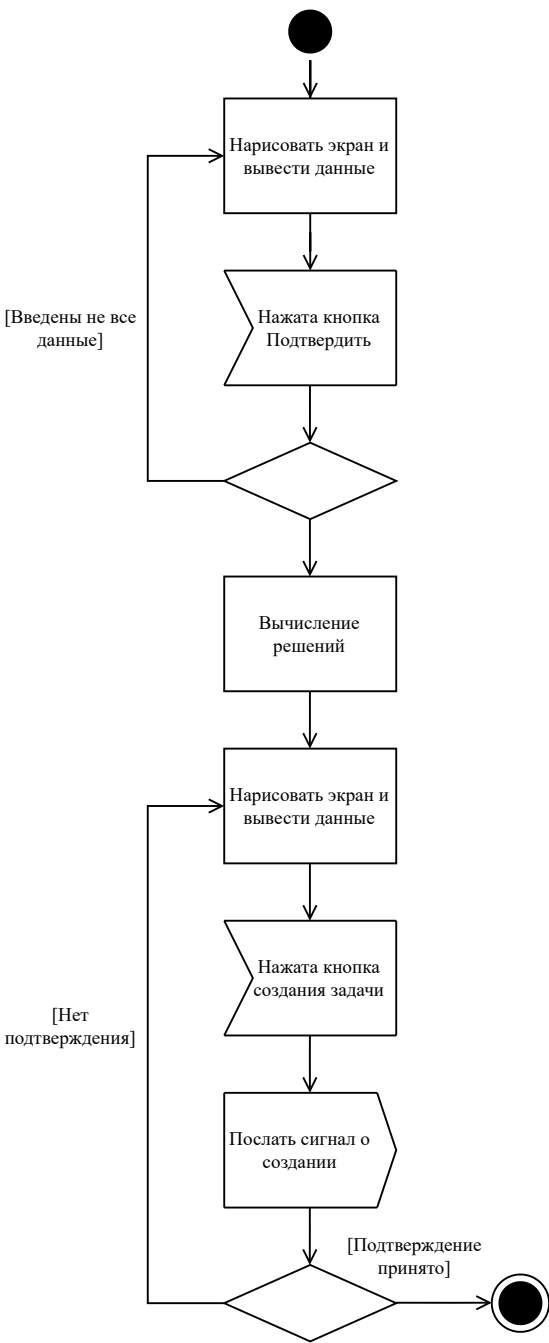 Нарисовать экран и
вывести данные
[Введены не все
данные]
Нажата кнопка
Подтвердить
Вычисление
решений
Нарисовать экран и
вывести данные
Нажата кнопка
создания задачи
[Нет
подтверждения]
Послать сигнал о
создании
[Подтверждение
принято]